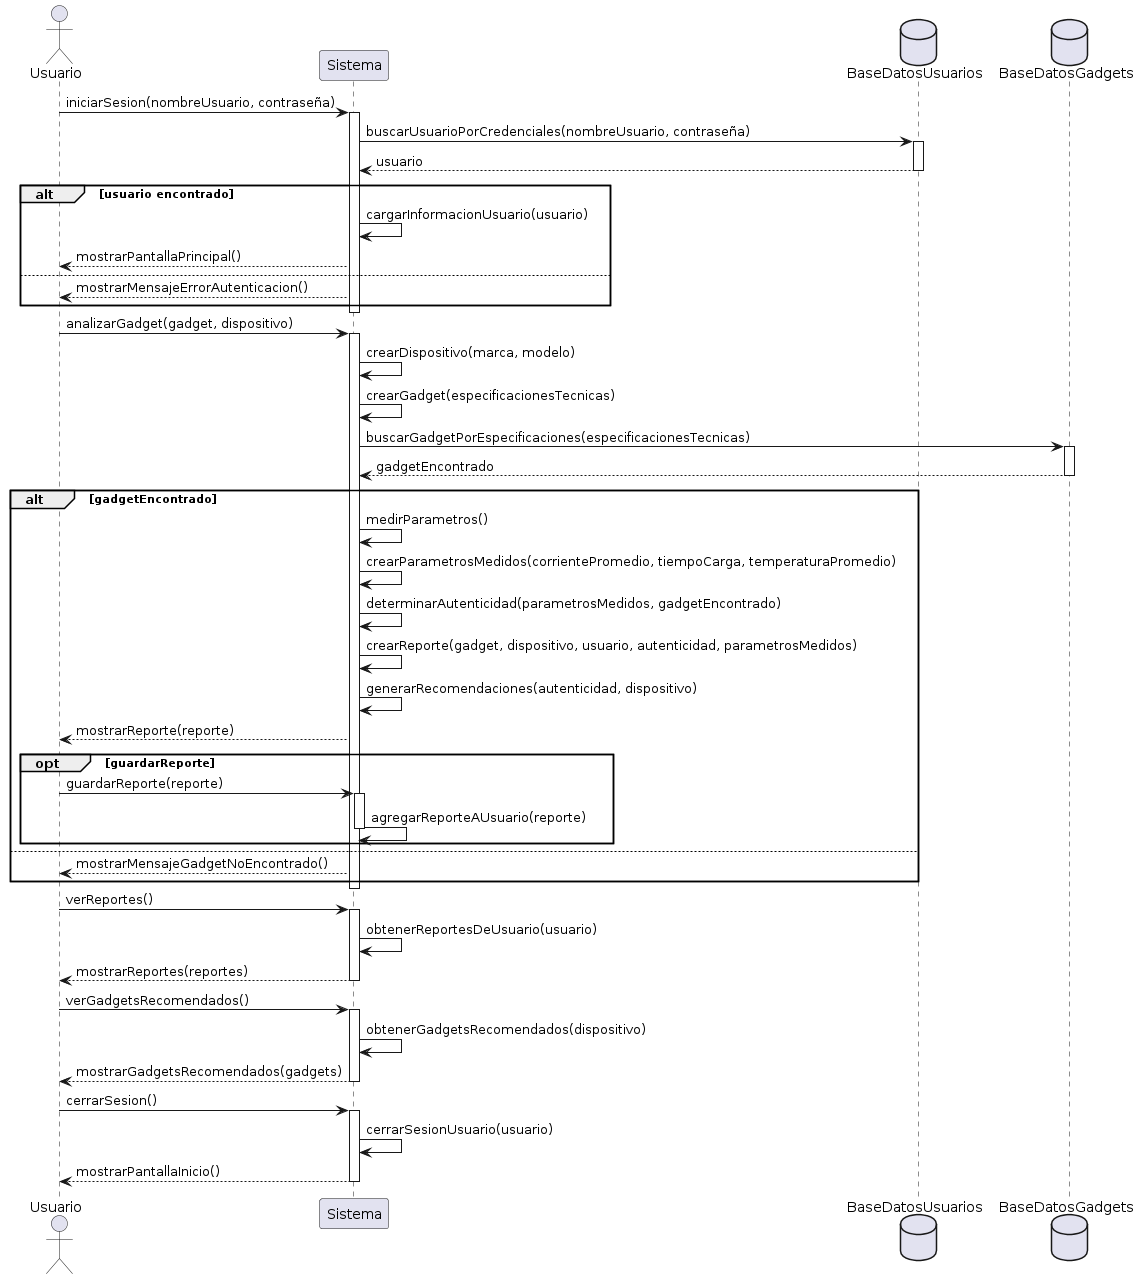 Usuario
Sistema
BaseDatosUsuarios
BaseDatosGadgets
iniciarSesion(nombreUsuario, contraseña)
buscarUsuarioPorCredenciales(nombreUsuario, contraseña)
usuario
alt [usuario encontrado]
cargarInformacionUsuario(usuario)
mostrarPantallaPrincipal()
mostrarMensajeErrorAutenticacion()
analizarGadget(gadget, dispositivo)
crearDispositivo(marca, modelo)
crearGadget(especificacionesTecnicas)
buscarGadgetPorEspecificaciones(especificacionesTecnicas)
gadgetEncontrado
alt [gadgetEncontrado]
medirParametros()
crearParametrosMedidos(corrientePromedio, tiempoCarga, temperaturaPromedio)
determinarAutenticidad(parametrosMedidos, gadgetEncontrado)
crearReporte(gadget, dispositivo, usuario, autenticidad, parametrosMedidos)
generarRecomendaciones(autenticidad, dispositivo)
mostrarReporte(reporte)
opt [guardarReporte]
guardarReporte(reporte)
agregarReporteAUsuario(reporte)
mostrarMensajeGadgetNoEncontrado()
verReportes()
obtenerReportesDeUsuario(usuario)
mostrarReportes(reportes)
verGadgetsRecomendados()
obtenerGadgetsRecomendados(dispositivo)
mostrarGadgetsRecomendados(gadgets)
cerrarSesion()
cerrarSesionUsuario(usuario)
mostrarPantallaInicio()
Usuario
Sistema
BaseDatosUsuarios
BaseDatosGadgets